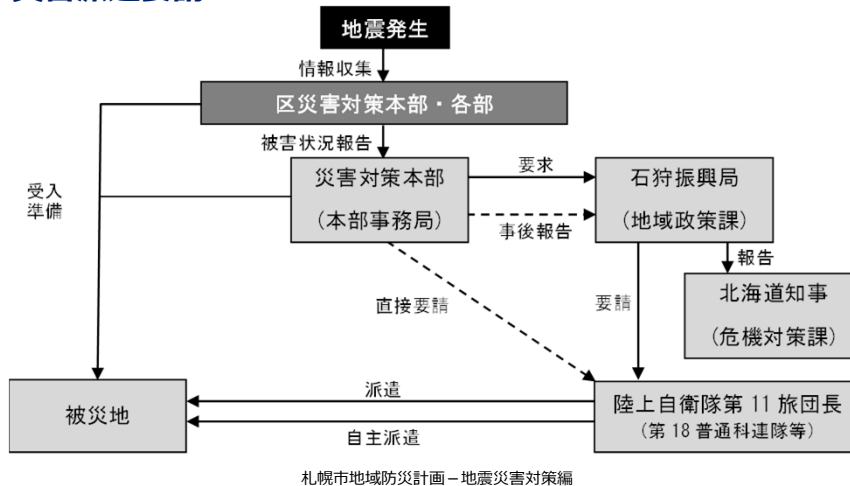 地震発生
情報収集
区災害対策本部・各部
被害状況報告
災害対策本部
（本部事務局）
要求
事後報告
石狩振興局
（地域政策課）
報告
北海道知事
（危機対策課）
受入
準備
直接要請
要請
被災地
派遣
自主派遣
陸上自衛隊第 11 旅団長
（第 18 普通科連隊等）
札幌市地域防災計画－地震災害対策編